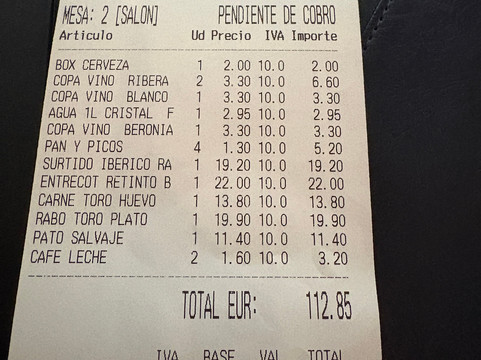 MESA: 2 [SALON] PENDIENTE DE COBRO
Articulo Ud Precio IVA Importe
BOX CERVEZA 1 2.00 10.0 2.00
COPA VINO RIBERA 2 3.30 10.0 6.60
COPA VINO BLANCO 1 3.30 10.0 3.30
AGUA 1L CRISTAL F 1 2.95 10.0 2.95
COPA VINO BERONIA 1 3.30 10.0 3.30
PAN Y PICOS 4 1.30 10.0 5.20
SURTIDO IBERICO RA 1 19.20 10.0 19.20
ENTRECOT RETINTO B 1 22.00 10.0 22.00
CARNE TORO HUEVO 1 13.80 10.0 13.80
RABO TORO PLATO 1 19.90 10.0 19.90
PATO SALVAJE 1 11.40 10.0 11.40
CAFE LECHE 2 1.60 10.0 3.20
TOTAL EUR: 112.85
IVA BASE VAL TOTAL